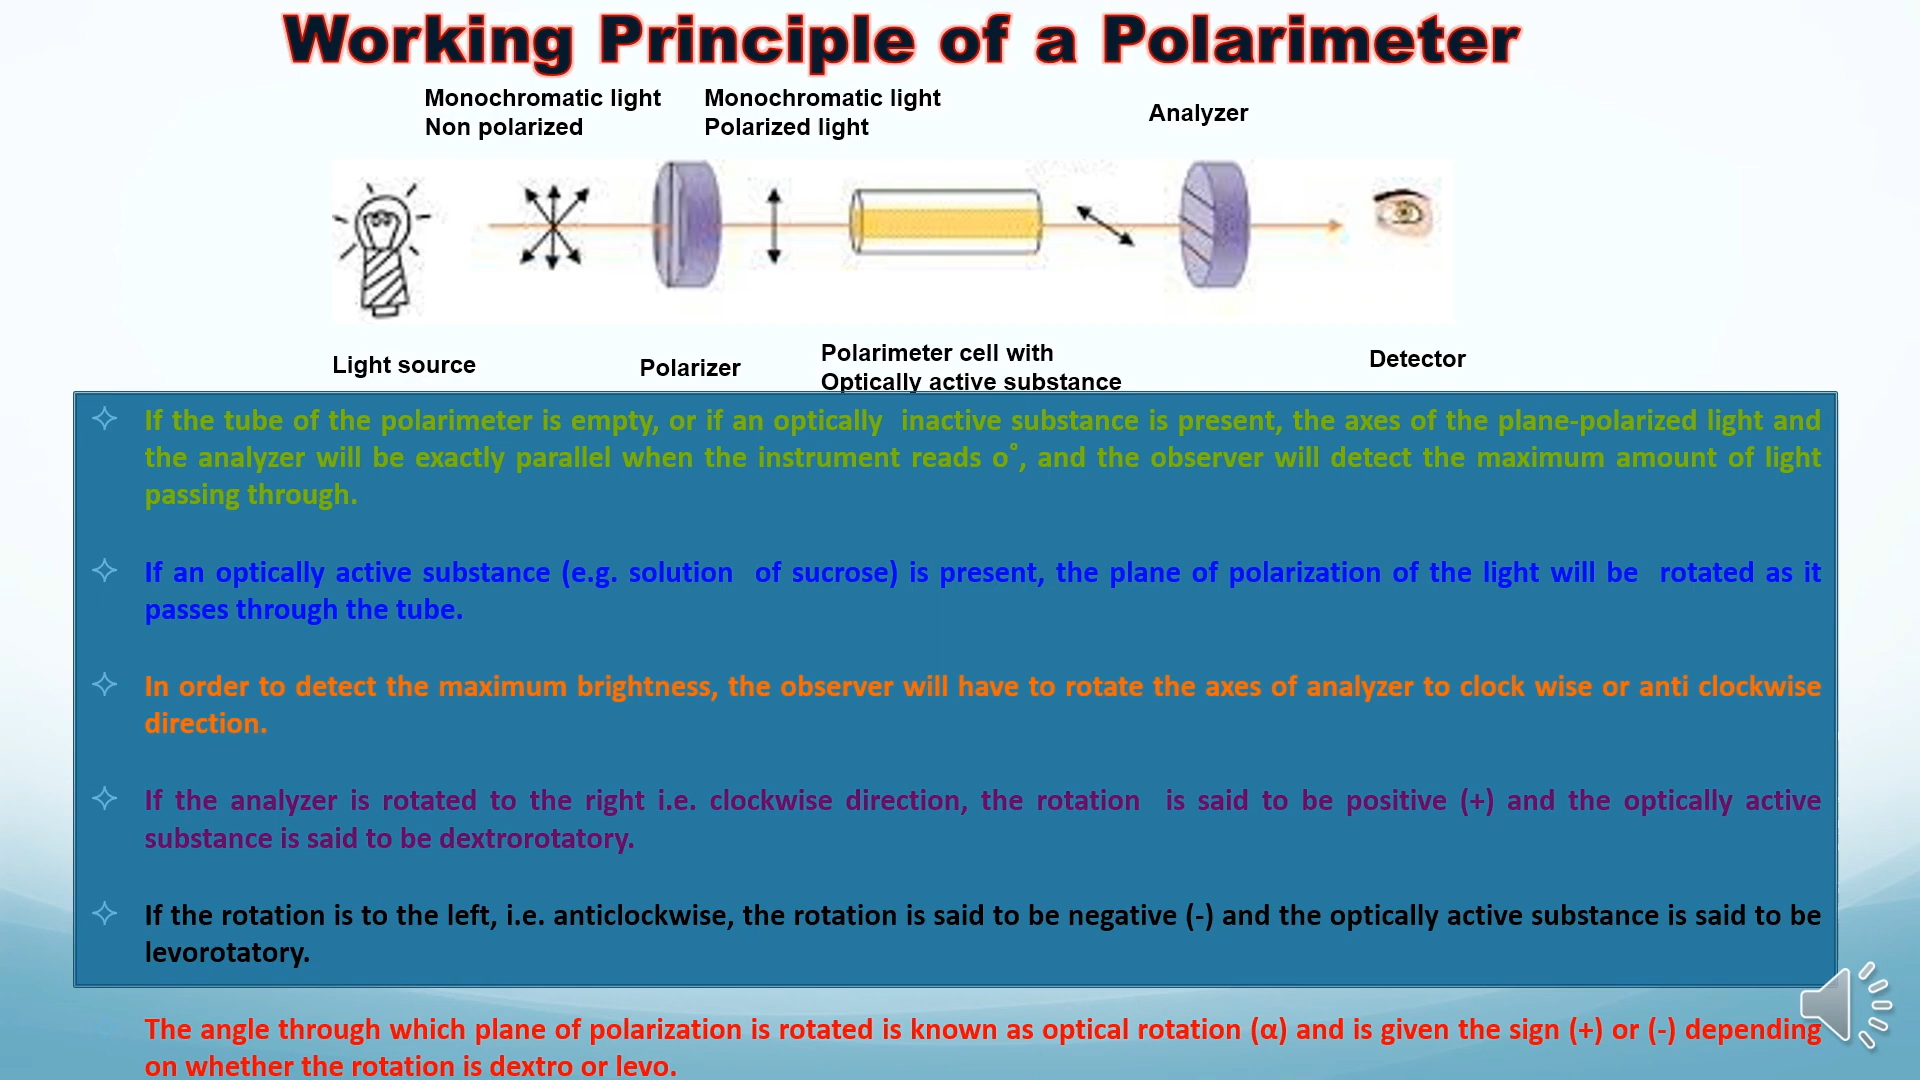 Working Principle of a Polarimeter
Monochromatic light
Non polarized
Monochromatic light
Polarized light
Analyzer
Light source
Polarizer
Polarimeter cell with
Optically active substance
Detector
If the tube of the polarimeter is empty, or if an optically inactive substance is present, the axes of the plane-polarized light and
the analyzer will be exactly parallel when the instrument reads 0˚, and the observer will detect the maximum amount of light
passing through.
If an optically active substance (e.g. solution of sucrose) is present, the plane of polarization of the light will be rotated as it
passes through the tube.
In order to detect the maximum brightness, the observer will have to rotate the axes of analyzer to clock wise or anti clockwise
direction.
If the analyzer is rotated to the right i.e. clockwise direction, the rotation is said to be positive (+) and the optically active
substance is said to be dextrorotatory.
If the rotation is to the left, i.e. anticlockwise, the rotation is said to be negative (-) and the optically active substance is said to be
levorotatory.
The angle through which plane of polarization is rotated is known as optical rotation (α) and is given the sign (+) or (-) depending
on whether the rotation is dextro or levo.